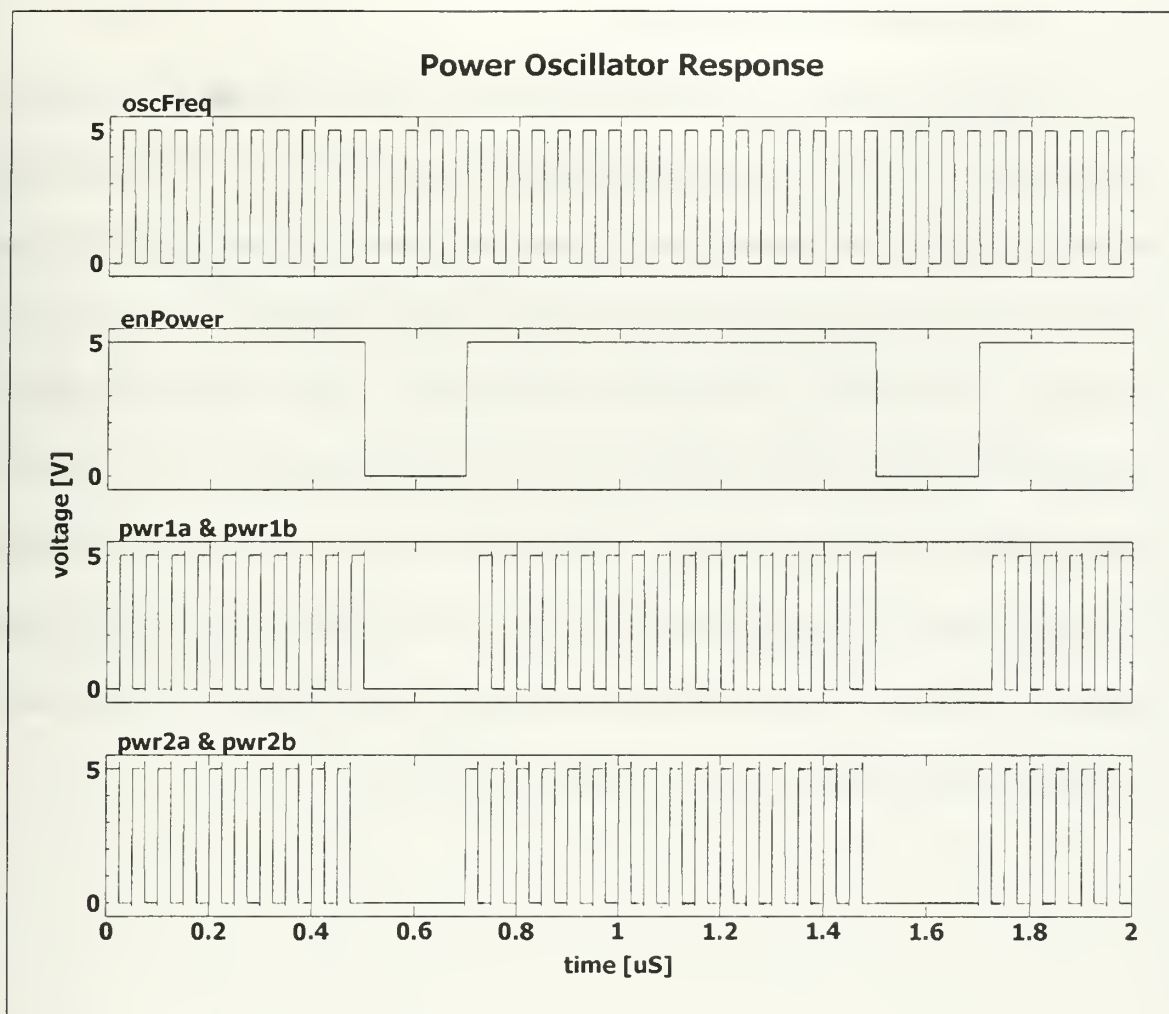 Power Oscillator Response
oscFreq
5
0
enPower
5
0
voltage [V]
pwr1a & pwr1b
5
0
pwr2a & pwr2b
5
0
0 0.2 0.4 0.6 0.8 1 1.2 1.4 1.6 1.8 2
time [uS]